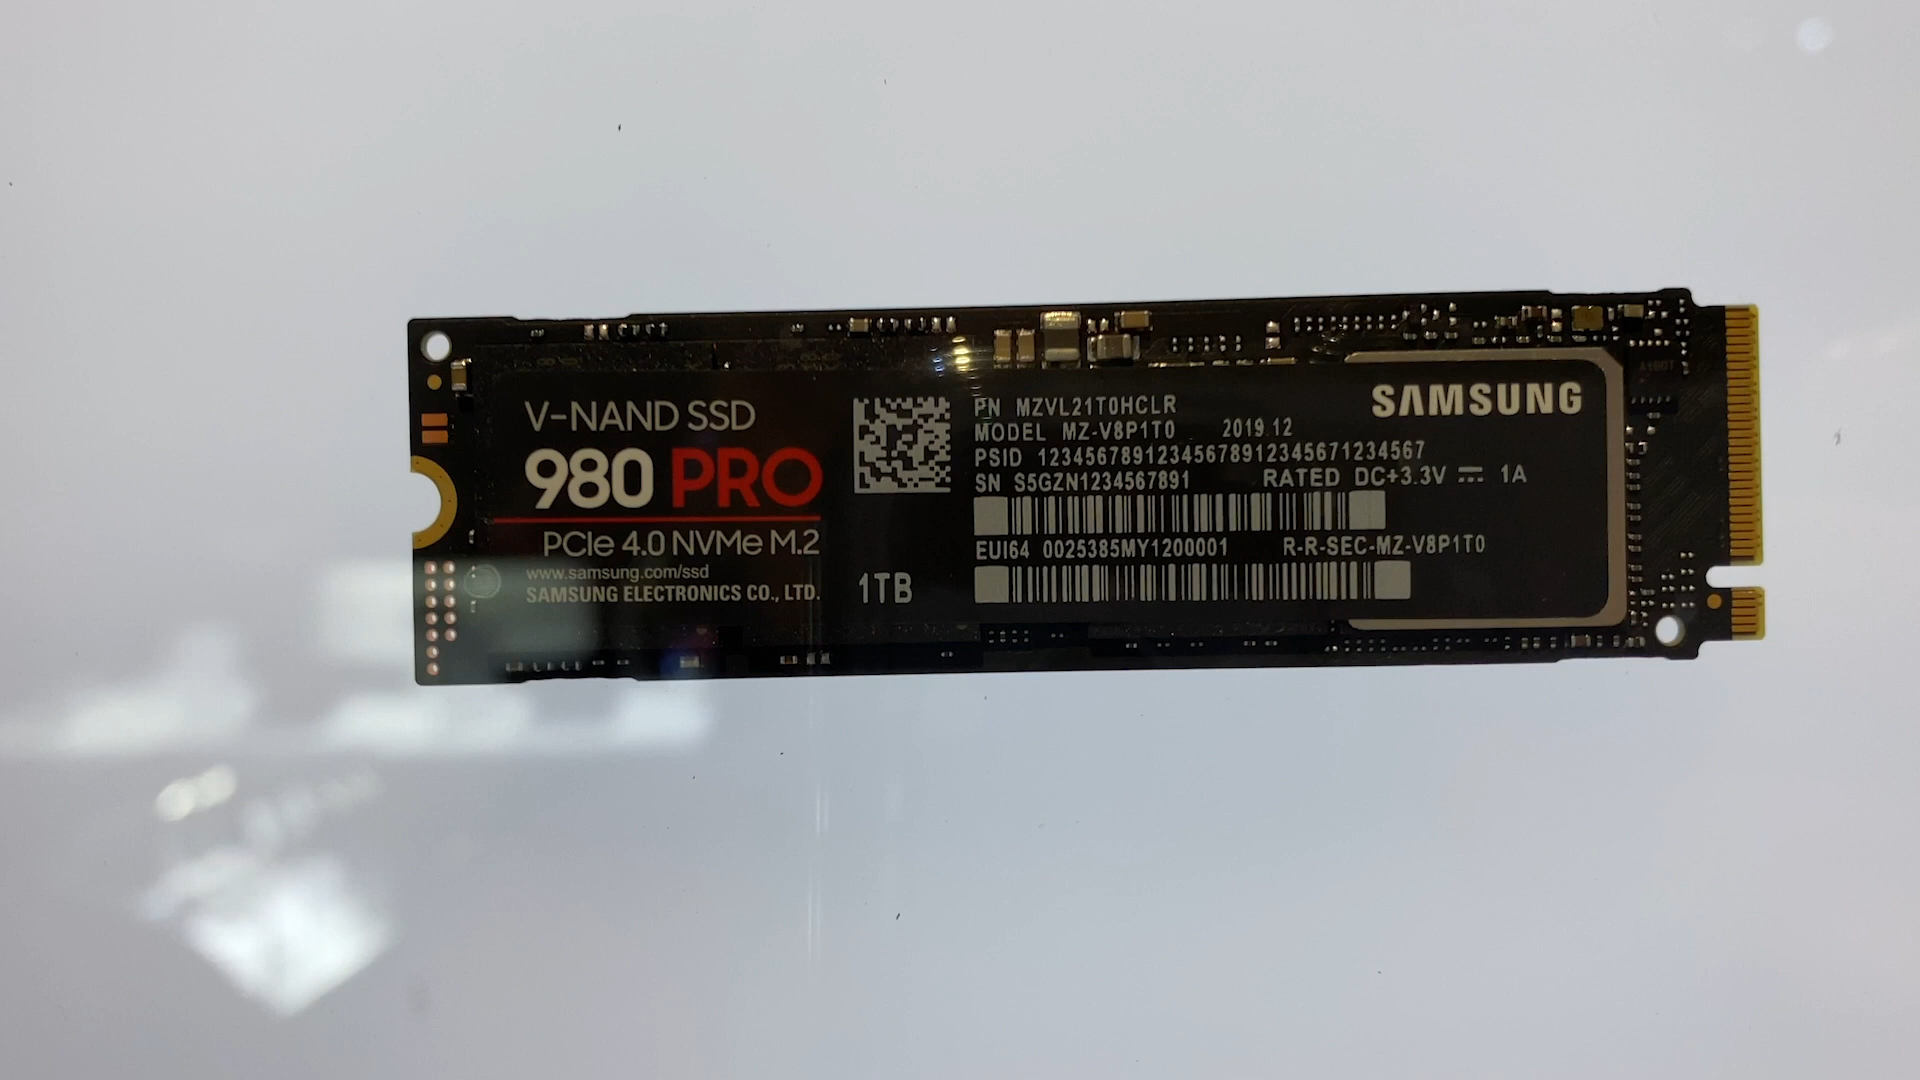 V-NAND SSD
980 PRO
PCIe 4.0 NVMe M.2
www.samsung.com/ssd
SAMSUNG ELECTRONICS CO., LTD.
1TB
SAMSUNG
PN MZVL21T0HCLR
MODEL MZ-V8P1T0 2019.12
PSID 12345678912345678912345671234567
SN S5GZN1234567891 RATED DC+3.3V ⎓ 1A
EUI64 0025385MY1200001 R-R-SEC-MZ-V8P1T0